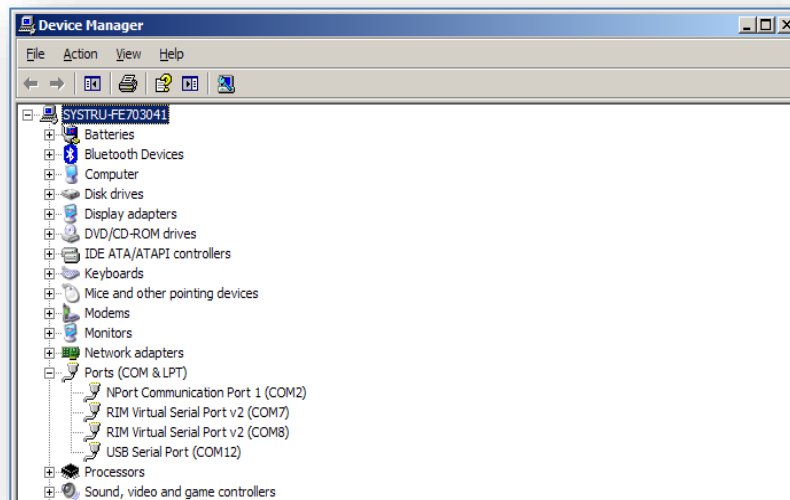 Device Manager
File Action View Help
SYSTRU-FE703041
Batteries
Bluetooth Devices
Computer
Disk drives
Display adapters
DVD/CD-ROM drives
IDE ATA/ATAPI controllers
Keyboards
Mice and other pointing devices
Modems
Monitors
Network adapters
Ports (COM & LPT)
NPort Communication Port 1 (COM2)
RIM Virtual Serial Port v2 (COM7)
RIM Virtual Serial Port v2 (COM8)
USB Serial Port (COM12)
Processors
Sound, video and game controllers